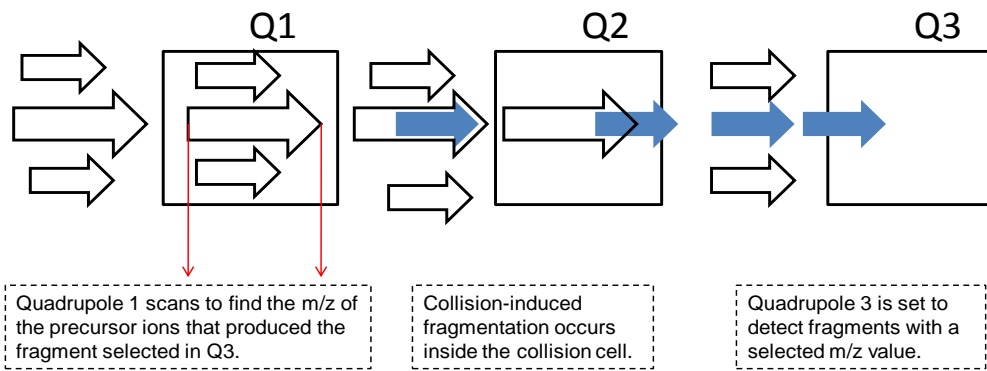 Q1
Q2
Q3
Quadrupole 1 scans to find the m/z of
the precursor ions that produced the
fragment selected in Q3.
Collision-induced
fragmentation occurs
inside the collision cell.
Quadrupole 3 is set to
detect fragments with a
selected m/z value.